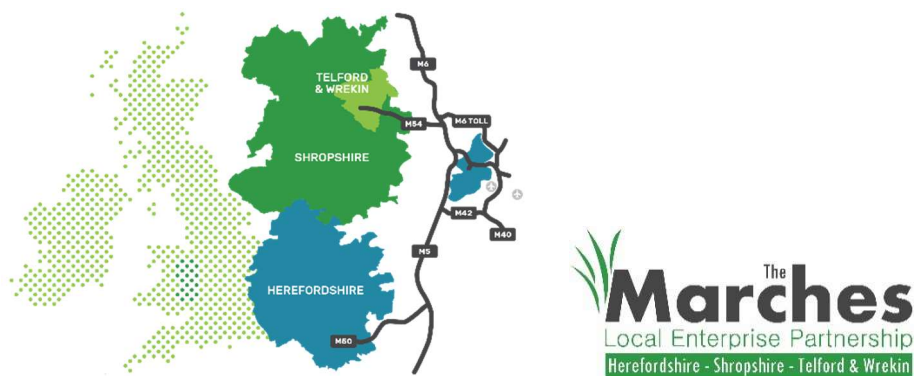 M6
TELFORD
& WREKIN
M6 TOLL
M54
SHROPSHIRE
M42
M40
M5
HEREFORDSHIRE
M50
The
Marches
Local Enterprise Partnership
Herefordshire - Shropshire - Telford & Wrekin